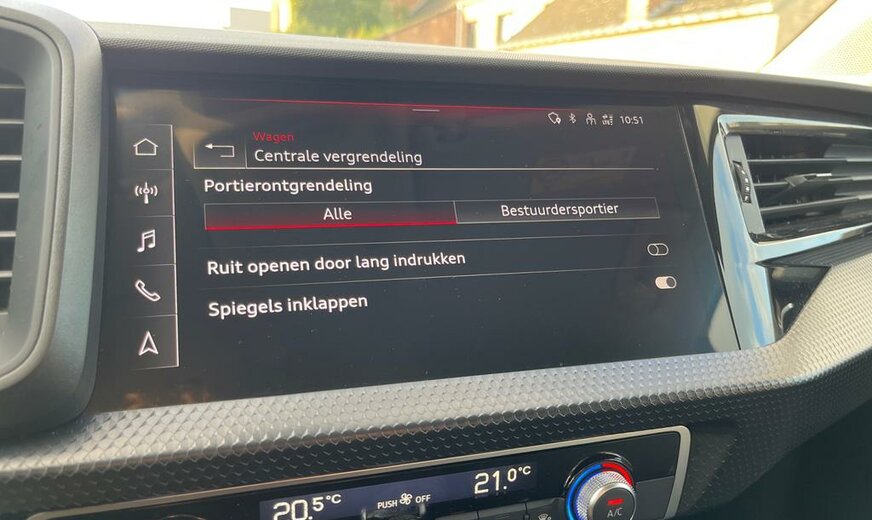 10:51
Wagen
Centrale vergrendeling
Portierontgrendeling
Alle Bestuurdersportier
Ruit openen door lang indrukken
Spiegels inklappen
20.5°C PUSH OFF 21.0°C
A/C